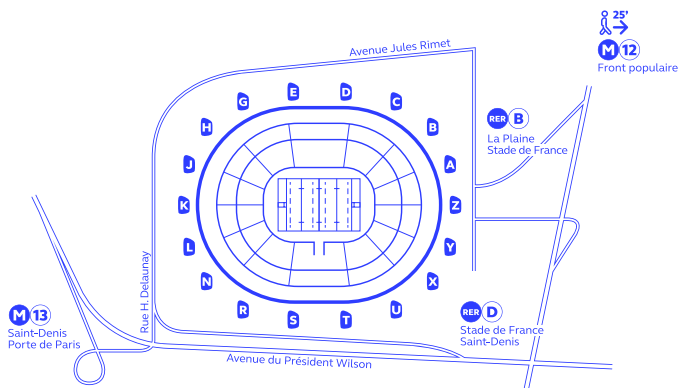 25'
M 12
Front populaire
Avenue Jules Rimet
E
D
G
C
H
B
RER B
La Plaine
Stade de France
J
A
K
Z
L
Y
N
X
Rue H. Delaunay
R
U
S
T
M 13
Saint-Denis
Porte de Paris
RER D
Stade de France
Saint-Denis
Avenue du Président Wilson